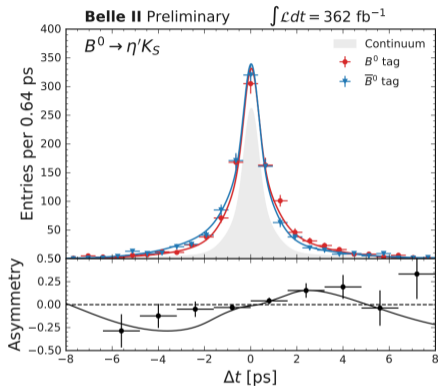 Belle II Preliminary ∫ℒdt = 362 fb⁻¹
B⁰ → η′K_S
Continuum
B⁰ tag
B̅⁰ tag
Entries per 0.64 ps
400
350
300
250
200
150
100
50
0.50
Asymmetry
0.25
0.00
−0.25
−0.50
−8 −6 −4 −2 0 2 4 6 8
Δt [ps]